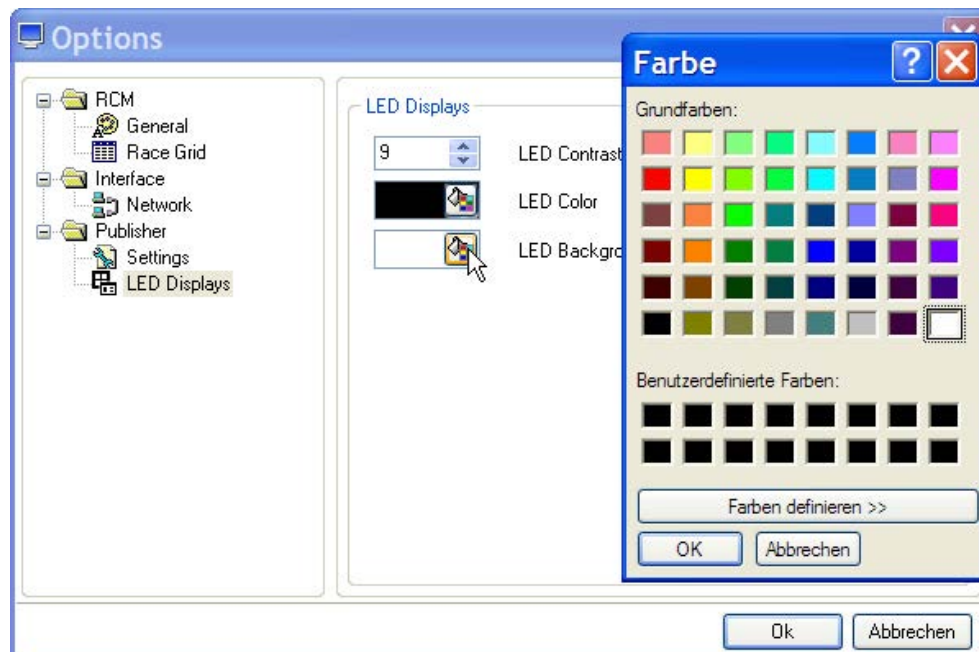 Options
RCM
General
Race Grid
Interface
Network
Publisher
Settings
LED Displays
LED Displays
9
LED Contrast
LED Color
LED Backgro
Ok
Abbrechen
Farbe
?
Grundfarben:
Benutzerdefinierte Farben:
Farben definieren >>
OK
Abbrechen